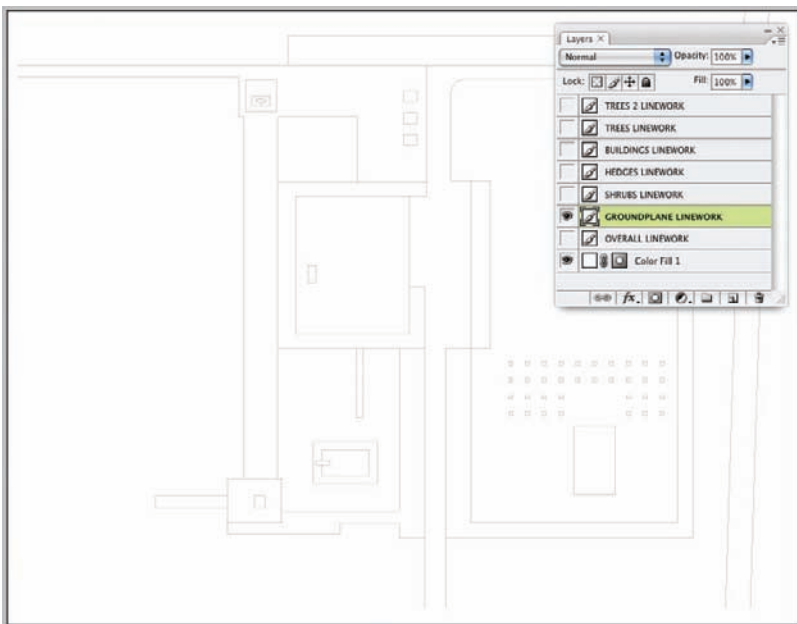 Layers ×
Normal Opacity: 100%
Lock: Fill: 100%
TREES 2 LINEWORK
TREES LINEWORK
BUILDINGS LINEWORK
HEDGES LINEWORK
SHRUBS LINEWORK
GROUNDPLANE LINEWORK
OVERALL LINEWORK
Color Fill 1
fx.